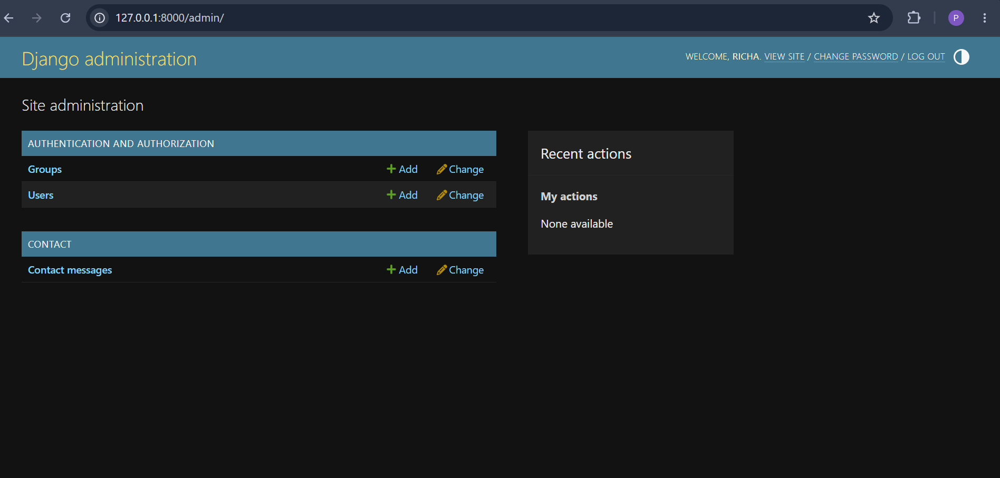 127.0.0.1:8000/admin/
P
Django administration
WELCOME, RICHA. VIEW SITE / CHANGE PASSWORD / LOG OUT
Site administration
AUTHENTICATION AND AUTHORIZATION
Groups Add Change
Users Add Change
CONTACT
Contact messages Add Change
Recent actions
My actions
None available